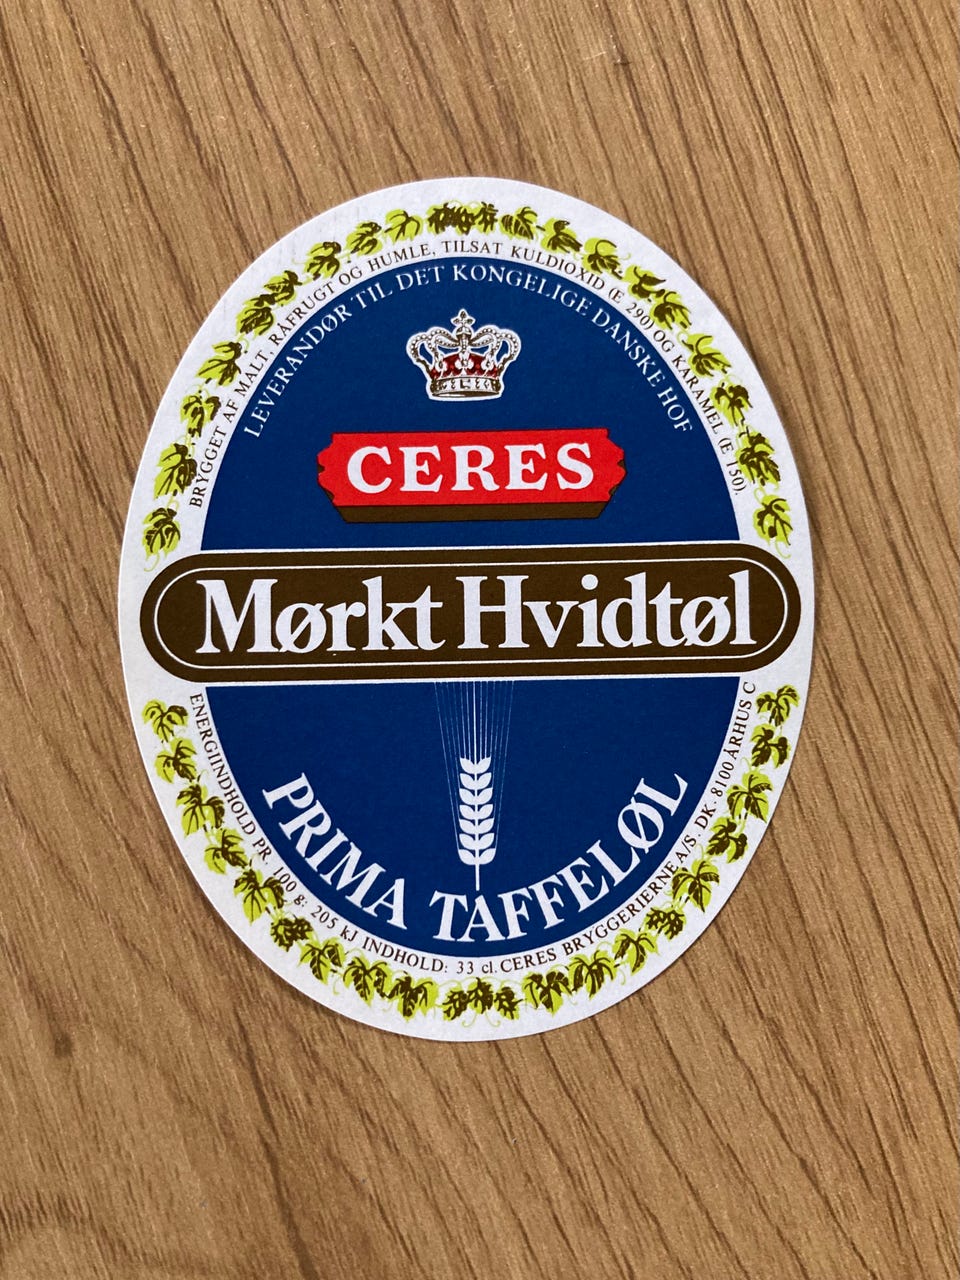 BRYGGET AF MALT, RÅFRUGT OG HUMLE, TILSAT KULDIOXID (E 290) OG KARAMEL (E 150).
LEVERANDØR TIL DET KONGELIGE DANSKE HOF
CERES
Mørkt Hvidtøl
PRIMA TAFFELØL
ENERGIINDHOLD PR. 100 g: 205 kJ INDHOLD: 33 cl. CERES BRYGGERIERNE A/S. DK. 8100 ÅRHUS C